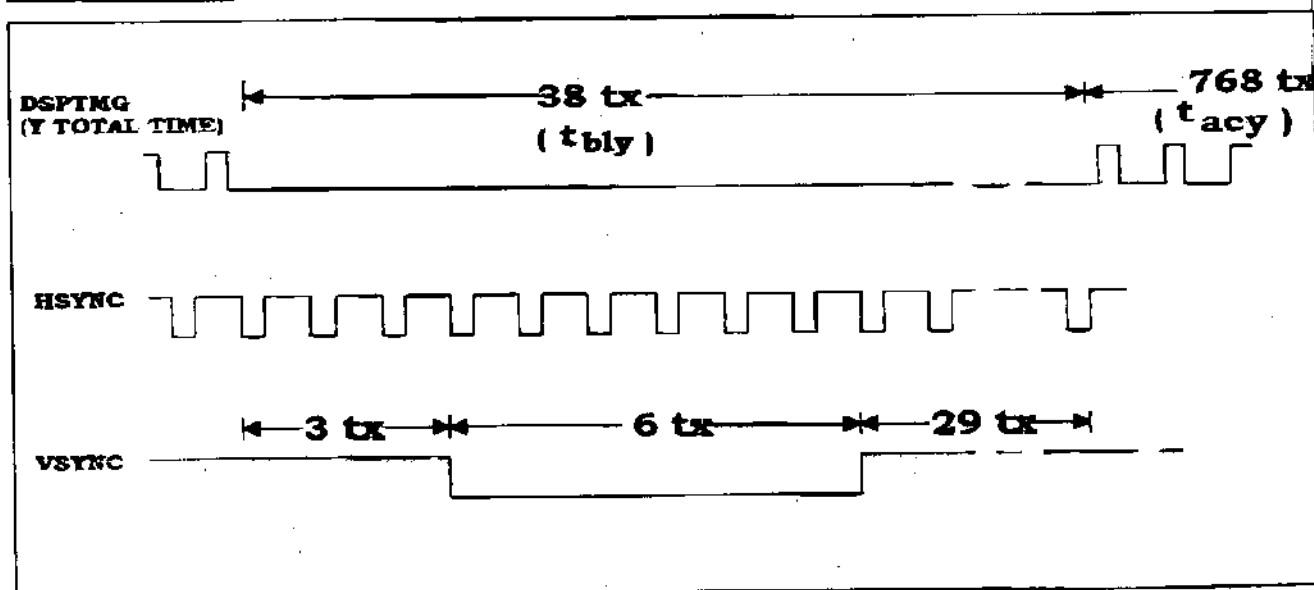 DSPTMG
(Y TOTAL TIME)
38 tx
(tbly)
768 tx
(tacy)
HSYNC
3 tx
6 tx
29 tx
VSYNC